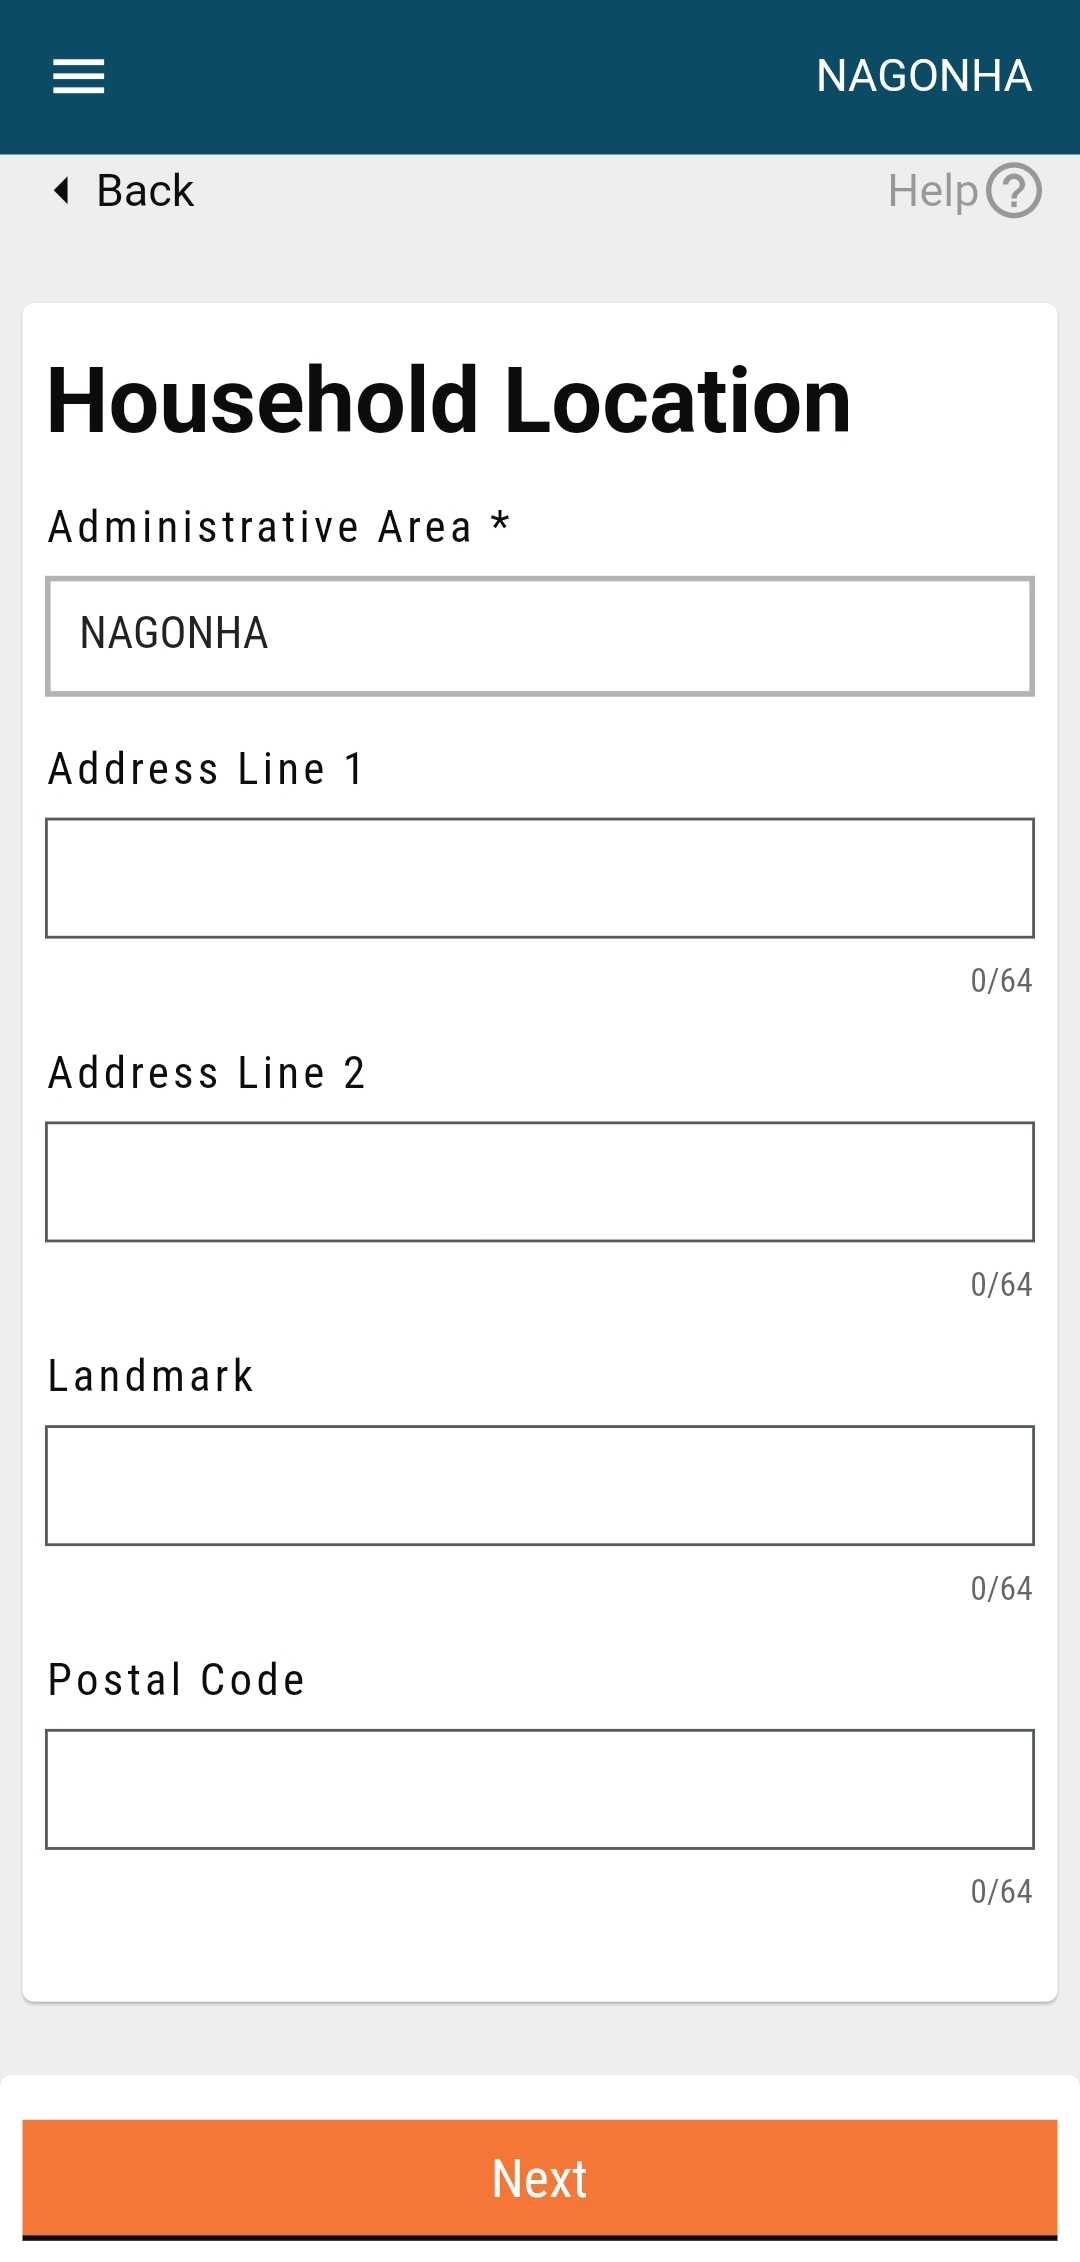 NAGONHA
Back
Help
Household Location
Administrative Area *
NAGONHA
Address Line 1
0/64
Address Line 2
0/64
Landmark
0/64
Postal Code
0/64
Next